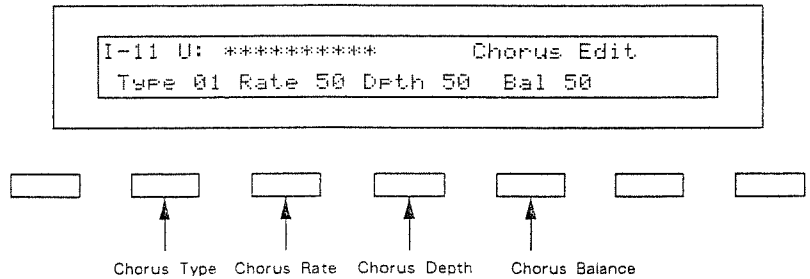 I-11 U: ********** Chorus Edit
Type 01 Rate 50 Dpth 50 Bal 50
Chorus Type Chorus Rate Chorus Depth Chorus Balance